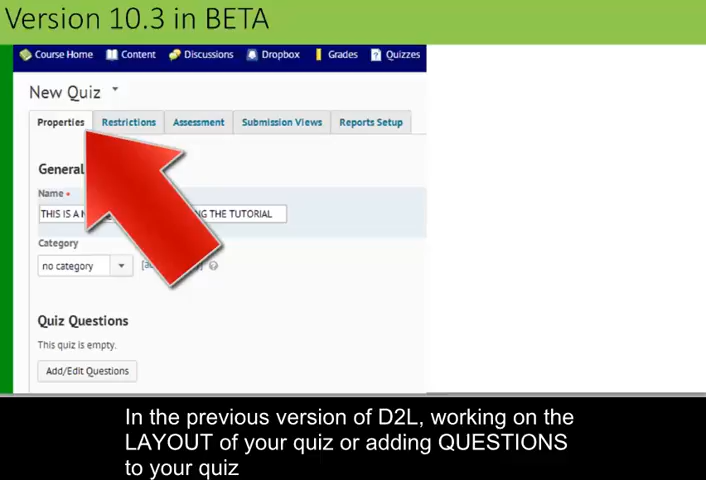 Version 10.3 in BETA
Course Home Content Discussions Dropbox Grades Quizzes
New Quiz
Properties Restrictions Assessment Submission Views Reports Setup
General
Name
THIS IS A NG THE TUTORIAL
Category
no category
Quiz Questions
This quiz is empty.
Add/Edit Questions
In the previous version of D2L, working on the
LAYOUT of your quiz or adding QUESTIONS
to your quiz